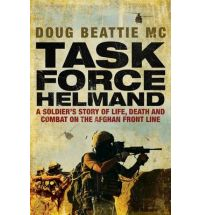 DOUG BEATTIE MC
TASK
FORCE
HELMAND
A SOLDIER'S STORY OF LIFE, DEATH AND
COMBAT ON THE AFGHAN FRONT LINE